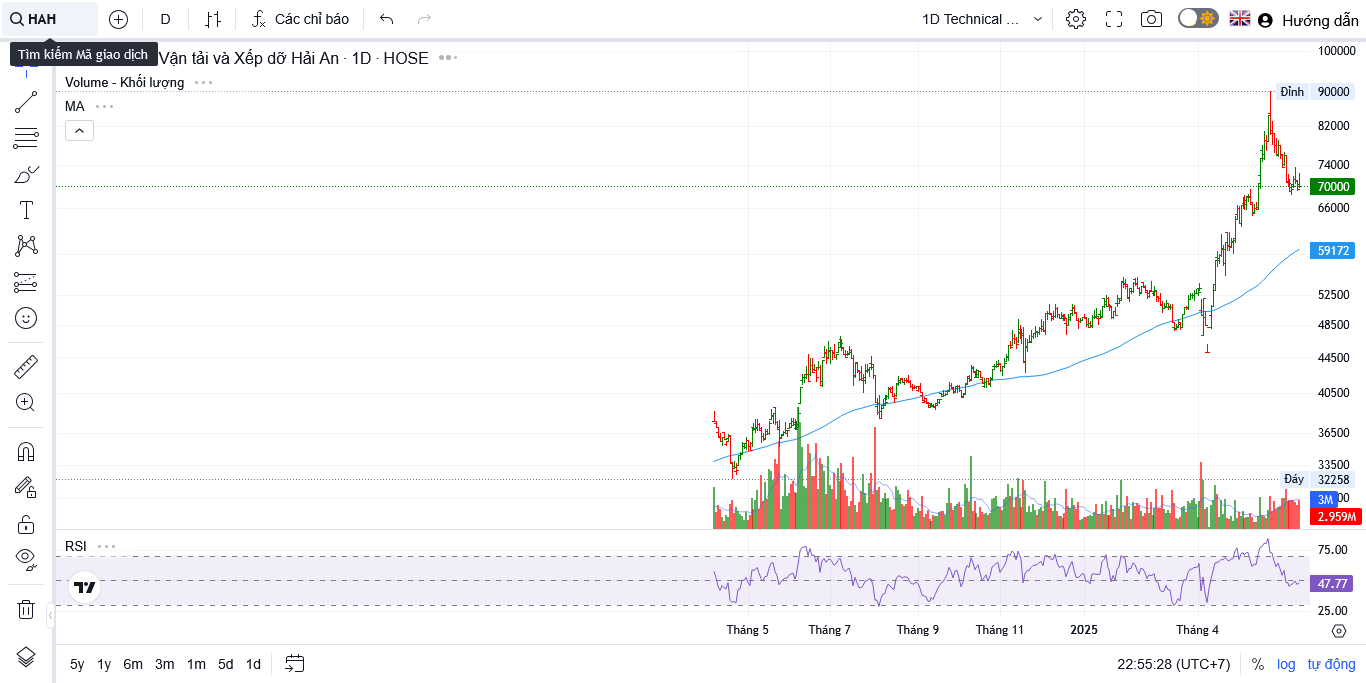 HAH
D
Các chỉ báo
1D Technical ...
Hướng dẫn
Tìm kiếm Mã giao dịch
Vận tải và Xếp dỡ Hải An · 1D · HOSE
Volume - Khối lượng
MA
100000
Đỉnh 90000
82000
74000
70000
66000
59172
52500
48500
44500
40500
36500
33500
Đáy 32258
3M
2.959M
RSI
75.00
47.77
25.00
Tháng 5 Tháng 7 Tháng 9 Tháng 11 2025 Tháng 4
5y 1y 6m 3m 1m 5d 1d
22:55:28 (UTC+7) % log tự động